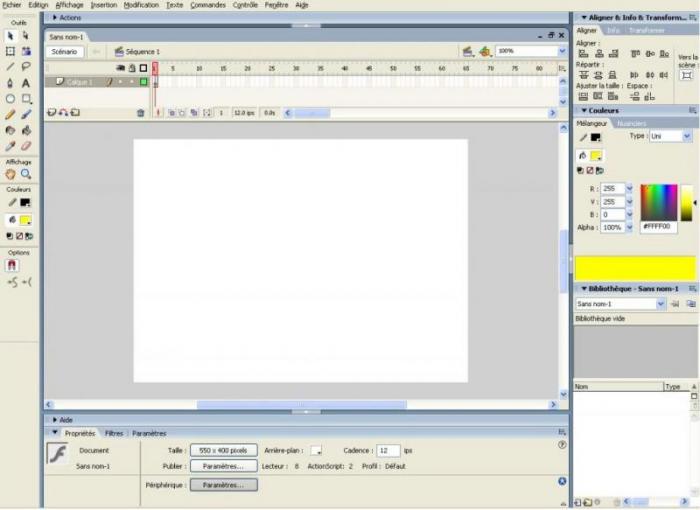 Fichier Edition Affichage Insertion Modification Texte Commandes Contrôle Fenêtre Aide
Outils
Affichage
Couleurs
Options
Actions
Sans nom-1
Scénario
Séquence 1
100%
5 10 15 20 25 30 35 40 45 50 55 60 65 70 75 80
Calque 1
1 12.0 ips 0.0s
Aide
Propriétés Filtres Paramètres
Document
Sans nom-1
Taille : 550 x 400 pixels Arrière-plan : Cadence : 12 ips
Publier : Paramètres... Lecteur : 8 ActionScript: 2 Profil : Défaut
Périphérique : Paramètres...
Aligner & Info & Transform...
Aligner Info Transformer
Aligner :
Répartir :
Vers la
scène :
Ajuster la taille : Espace :
Couleurs
Mélangeur Nuanciers
Type : Uni
R : 255
V : 255
B : 0
Alpha : 100% #FFFF00
Bibliothèque - Sans nom-1
Sans nom-1
Bibliothèque vide
Nom Type